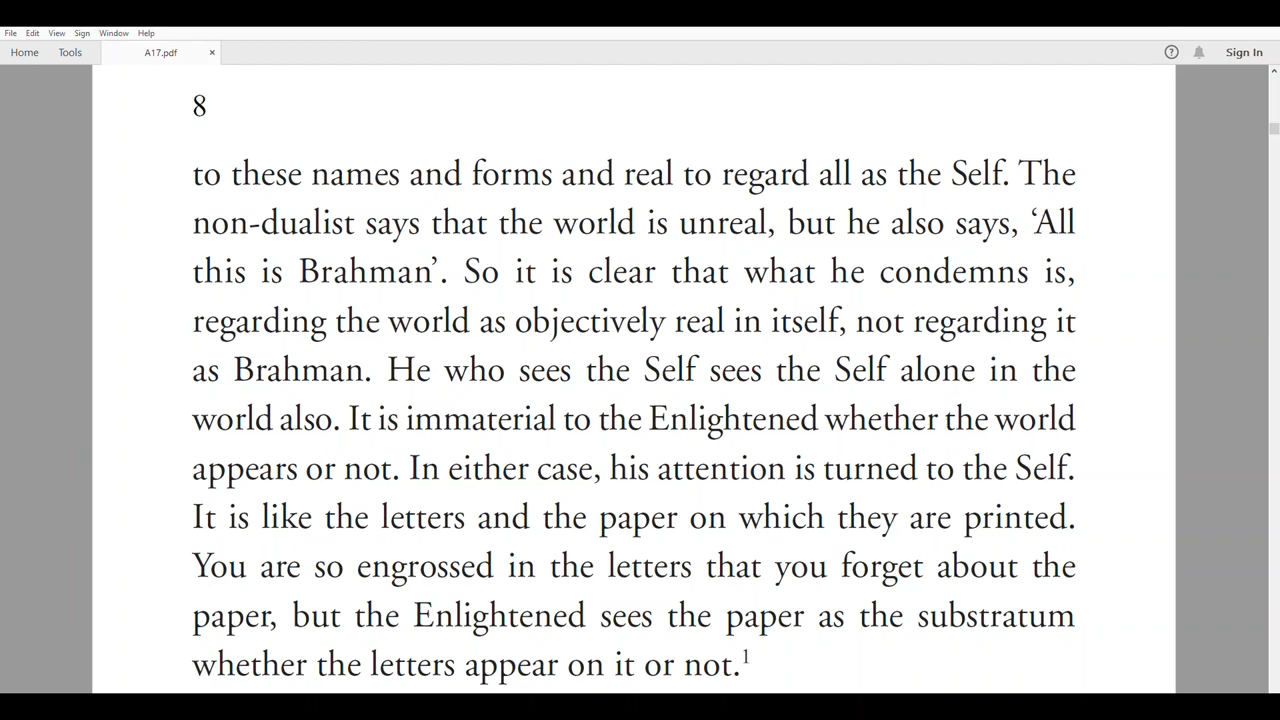 File Edit View Sign Window Help
Home Tools A17.pdf × ? Sign In
8
to these names and forms and real to regard all as the Self. The
non-dualist says that the world is unreal, but he also says, ‘All
this is Brahman’. So it is clear that what he condemns is,
regarding the world as objectively real in itself, not regarding it
as Brahman. He who sees the Self sees the Self alone in the
world also. It is immaterial to the Enlightened whether the world
appears or not. In either case, his attention is turned to the Self.
It is like the letters and the paper on which they are printed.
You are so engrossed in the letters that you forget about the
paper, but the Enlightened sees the paper as the substratum
whether the letters appear on it or not.¹